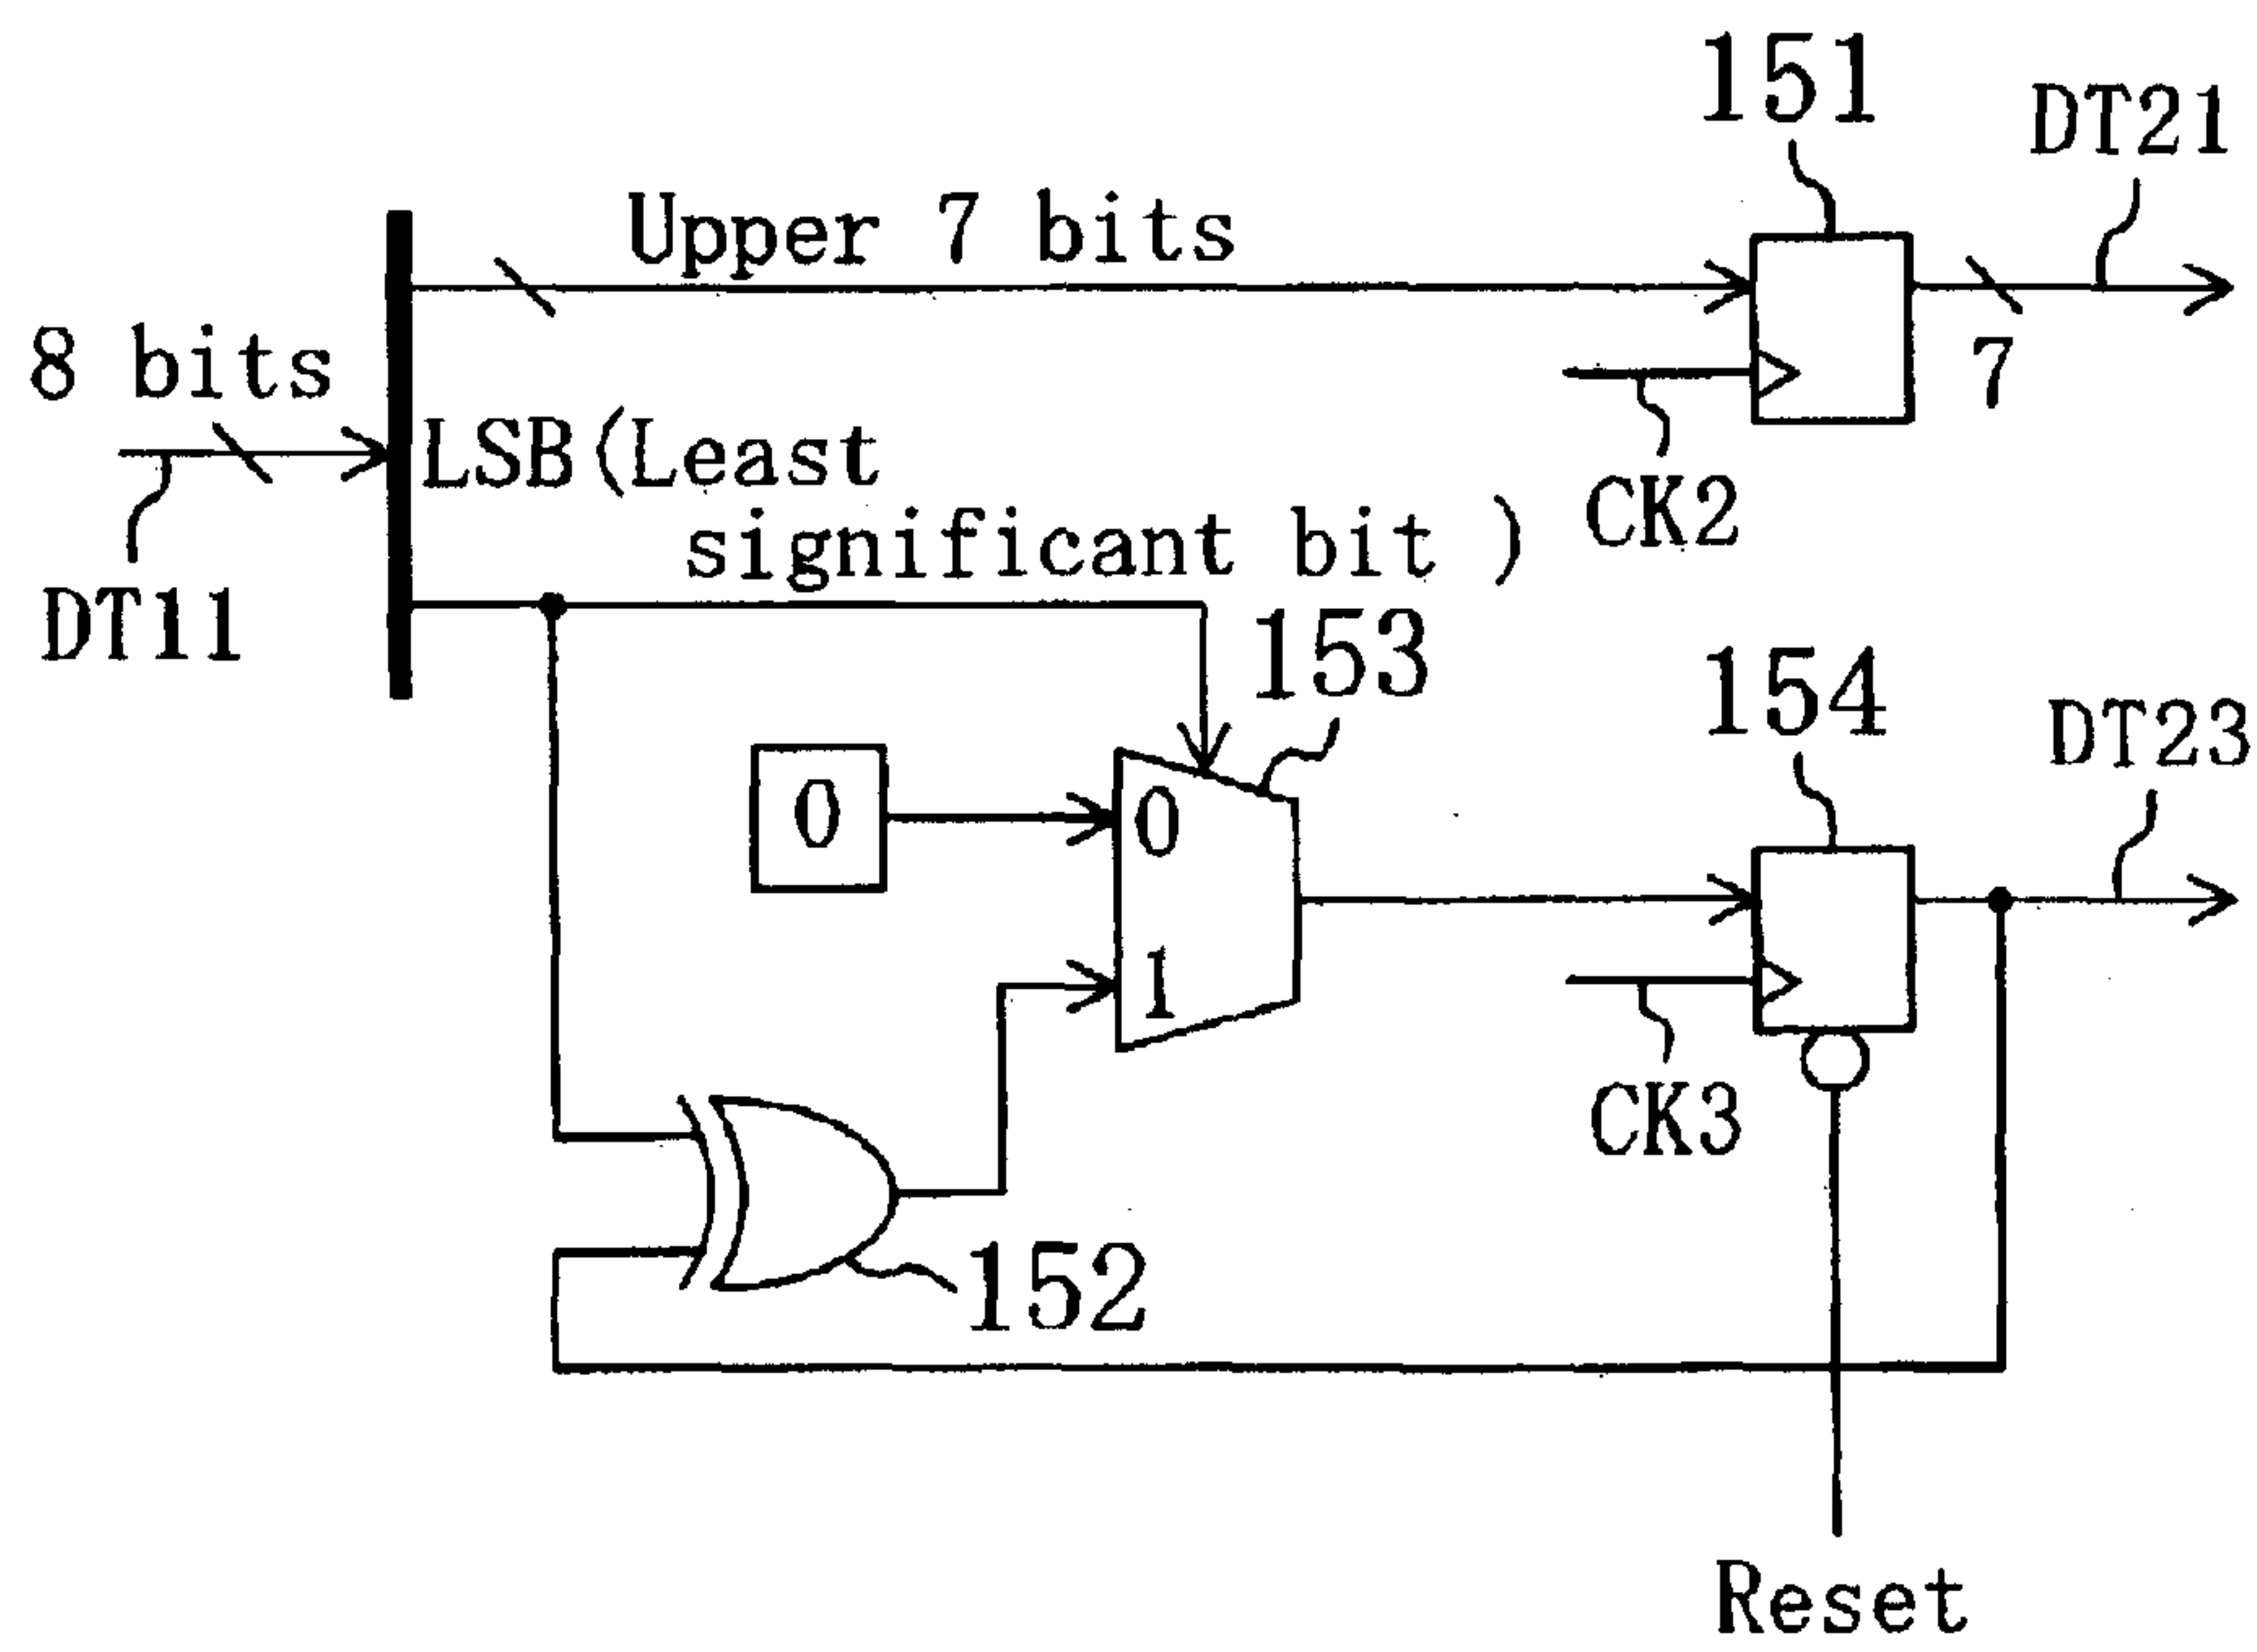 151
DT21
Upper 7 bits
8 bits
7
LSB(Least
significant bit )
CK2
DT11
153
154
DT23
0
0
1
CK3
152
Reset